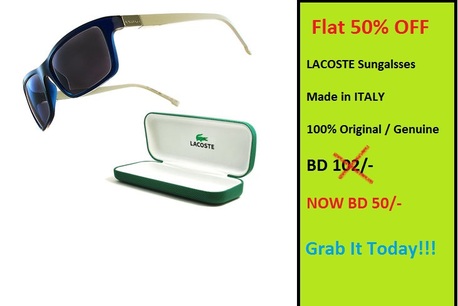 LACOSTE
Flat 50% OFF
LACOSTE Sungalsses
Made in ITALY
100% Original / Genuine
BD 102/-
NOW BD 50/-
Grab It Today!!!